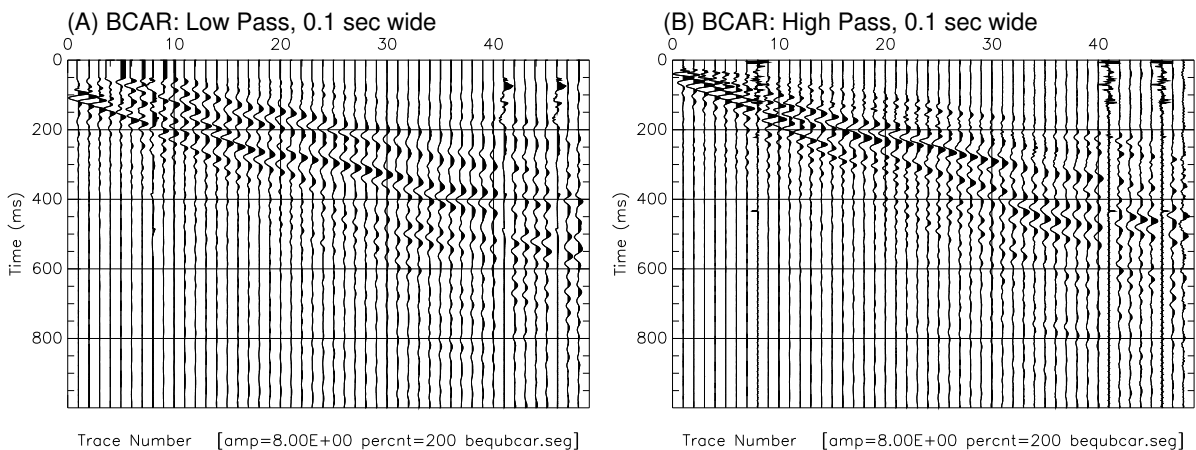 (A) BCAR: Low Pass, 0.1 sec wide
0 10 20 30 40
0
200
400
600
800
Time (ms)
Trace Number [amp=8.00E+00 percnt=200 bequbcar.seg]
(B) BCAR: High Pass, 0.1 sec wide
0 10 20 30 40
0
200
400
600
800
Time (ms)
Trace Number [amp=8.00E+00 percnt=200 bequbcar.seg]